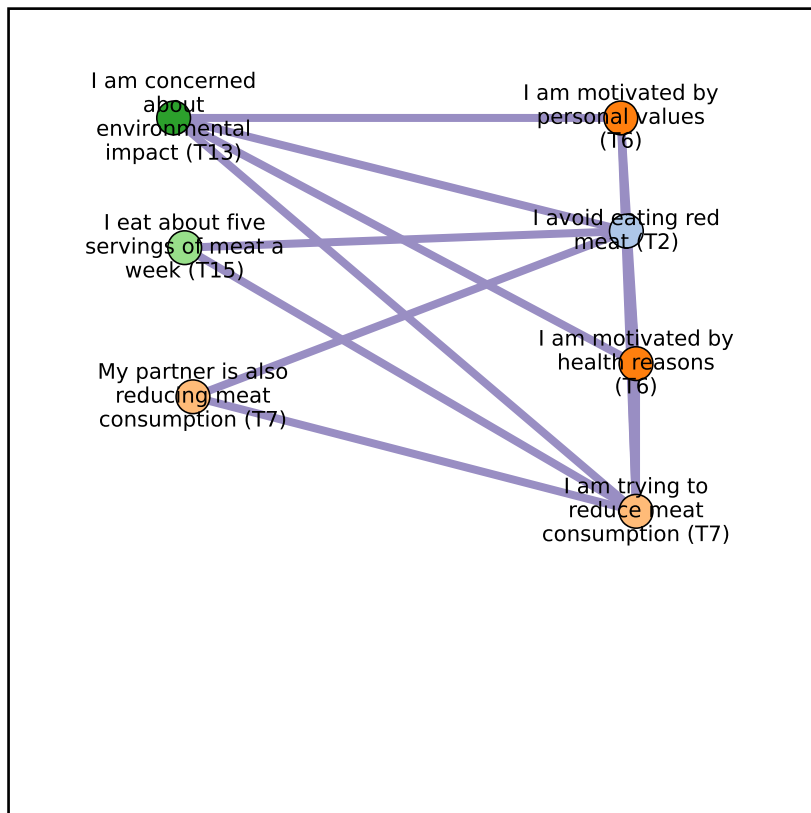 I am concerned
about
environmental
impact (T13)
I am motivated by
personal values
(T6)
I eat about five
servings of meat a
week (T15)
I avoid eating red
meat (T2)
I am motivated by
health reasons
(T6)
My partner is also
reducing meat
consumption (T7)
I am trying to
reduce meat
consumption (T7)